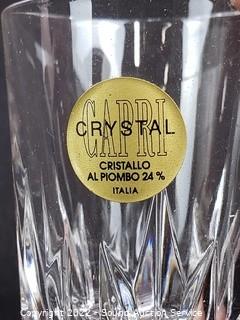 CAPRI
CRYSTAL
CRISTALLO
AL PIOMBO 24%
ITALIA
Copyright 2022 - Sound Auction Service